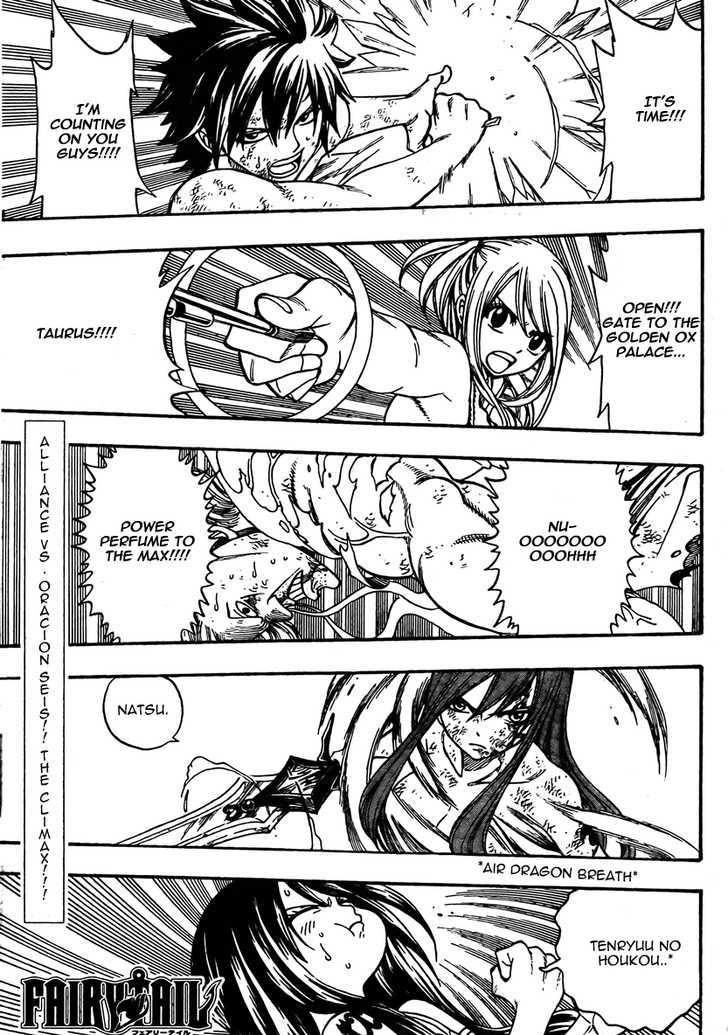 IT'S
TIME!!!
I'M
COUNTING
ON YOU
GUYS!!!!
OPEN!!!
GATE TO THE
GOLDEN OX
PALACE...
TAURUS!!!!
NU-
OOOOOOO
OOOHHH
POWER
PERFUME TO
THE MAX!!!!
ALLIANCE VS. ORACION SEIS!! THE CLIMAX!!!
NATSU.
*AIR DRAGON BREATH*
TENRYUU NO
HOUKOU..*
FAIRY TAIL
フェアリーテイル